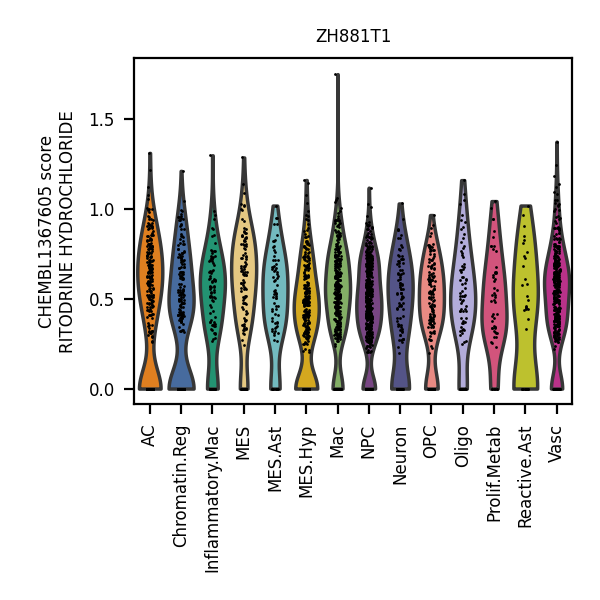 ZH881T1
CHEMBL1367605 score
RITODRINE HYDROCHLORIDE
1.5
1.0
0.5
0.0
AC
Chromatin.Reg
Inflammatory.Mac
MES
MES.Ast
MES.Hyp
Mac
NPC
Neuron
OPC
Oligo
Prolif.Metab
Reactive.Ast
Vasc